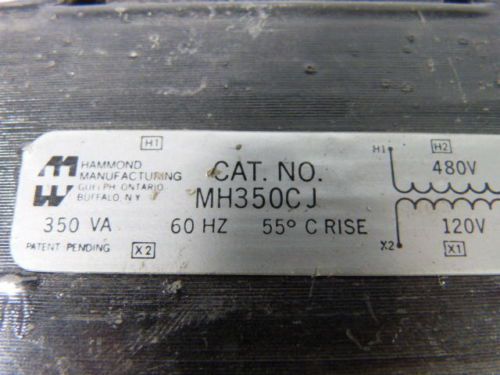 H1
HAMMOND
MANUFACTURING
GUELPH ONTARIO
BUFFALO, N.Y.
CAT. NO.
MH350CJ
350 VA 60 HZ 55° C RISE
PATENT PENDING X2
H1 H2
480V
120V
X2 X1